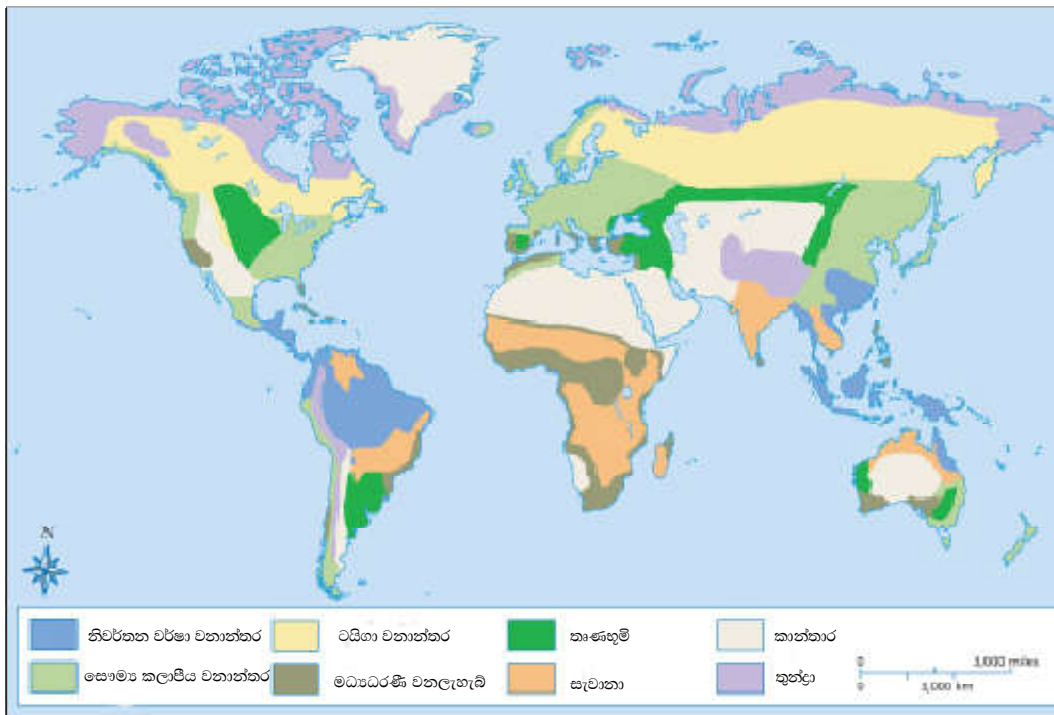 N
නිවර්තන වර්ෂා වනාන්තර
ටයිගා වනාන්තර
තෘණභූමි
කාන්තාර
සෞම්‍ය කලාපීය වනාන්තර
මධ්‍යධරණී වනලැහැබ්
සැවානා
තුන්ද්‍රා
0 1,000 miles
0 1,000 km